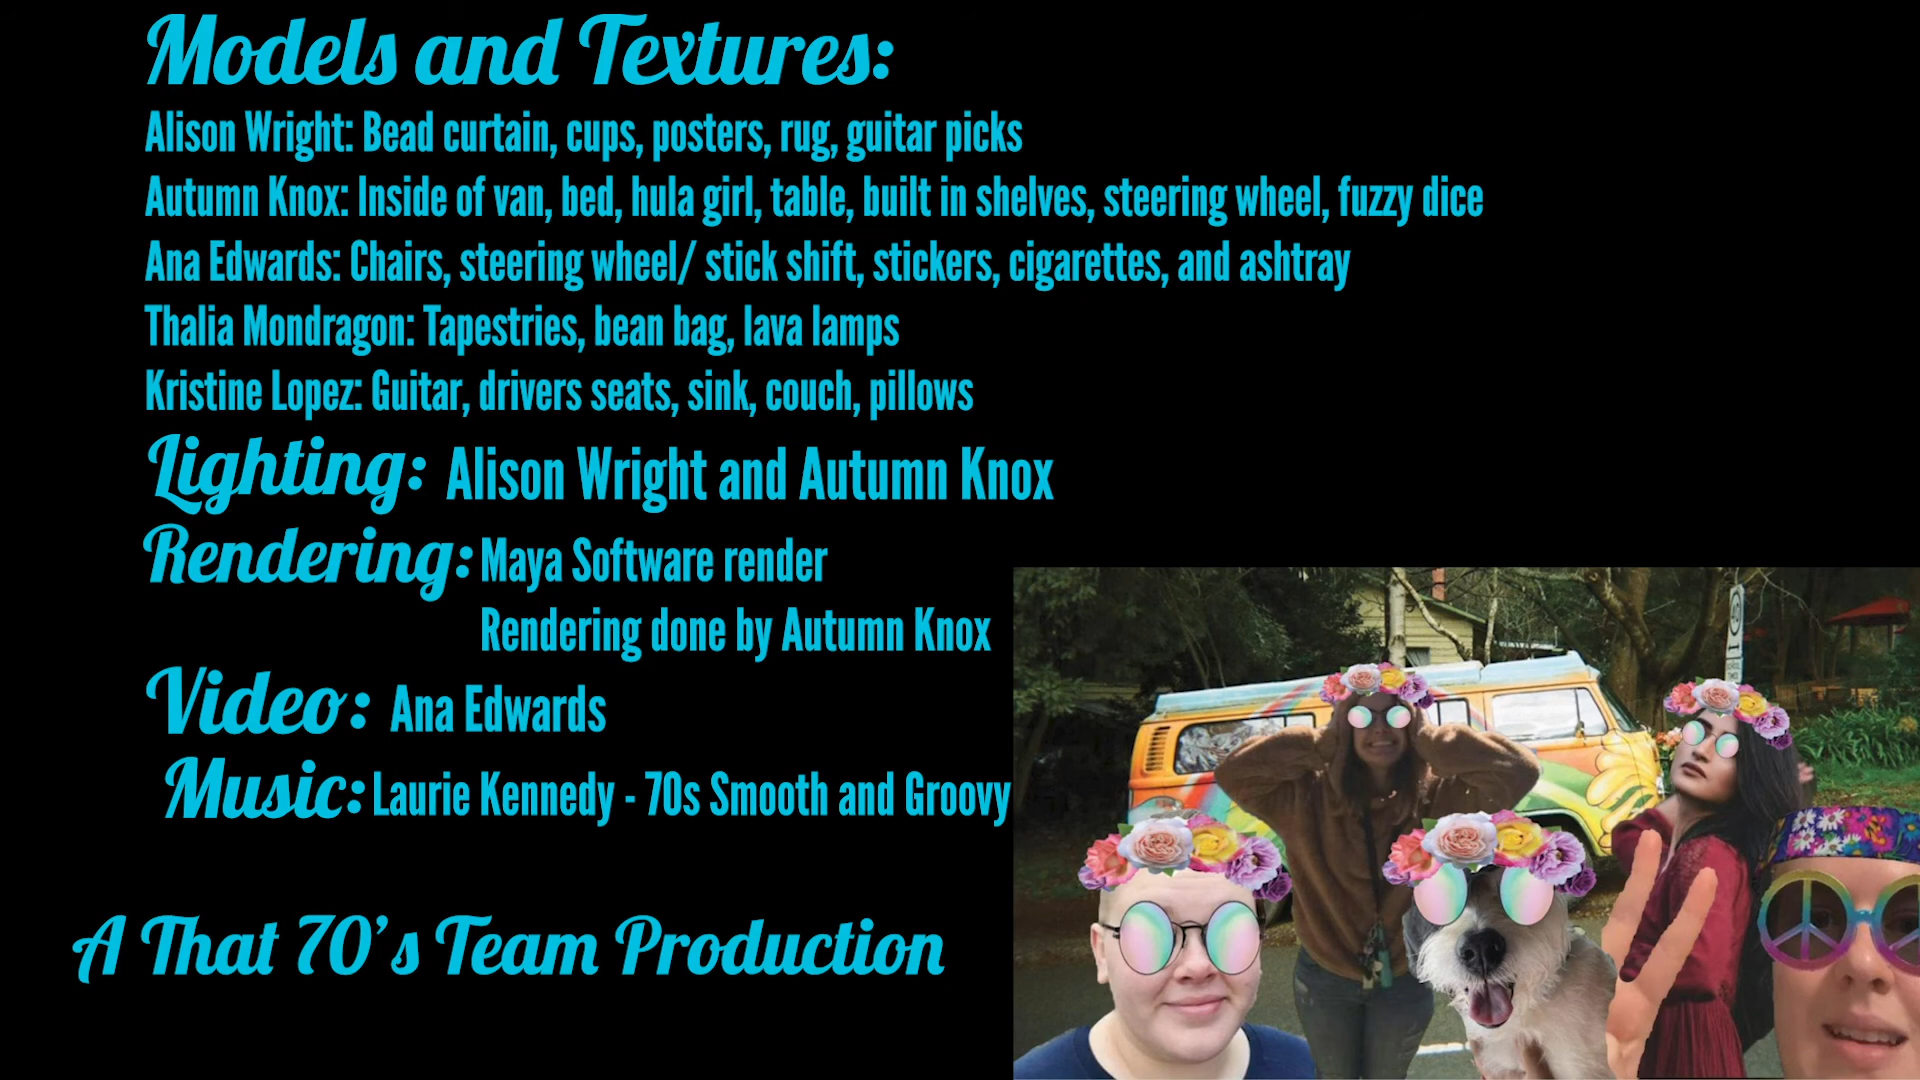 Models and Textures:
Alison Wright: Bead curtain, cups, posters, rug, guitar picks
Autumn Knox: Inside of van, bed, hula girl, table, built in shelves, steering wheel, fuzzy dice
Ana Edwards: Chairs, steering wheel/ stick shift, stickers, cigarettes, and ashtray
Thalia Mondragon: Tapestries, bean bag, lava lamps
Kristine Lopez: Guitar, drivers seats, sink, couch, pillows
Lighting: Alison Wright and Autumn Knox
Rendering: Maya Software render
Rendering done by Autumn Knox
Video: Ana Edwards
Music: Laurie Kennedy - 70s Smooth and Groovy
A That 70's Team Production